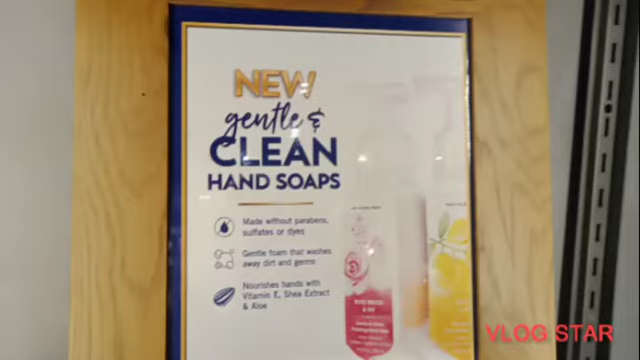 NEW
gentle &
CLEAN
HAND SOAPS
Made without parabens,
sulfates or dyes
Gentle foam that washes
away dirt and germs
Nourishes hands with
Vitamin E, Shea Extract
& Aloe
VLOG STAR